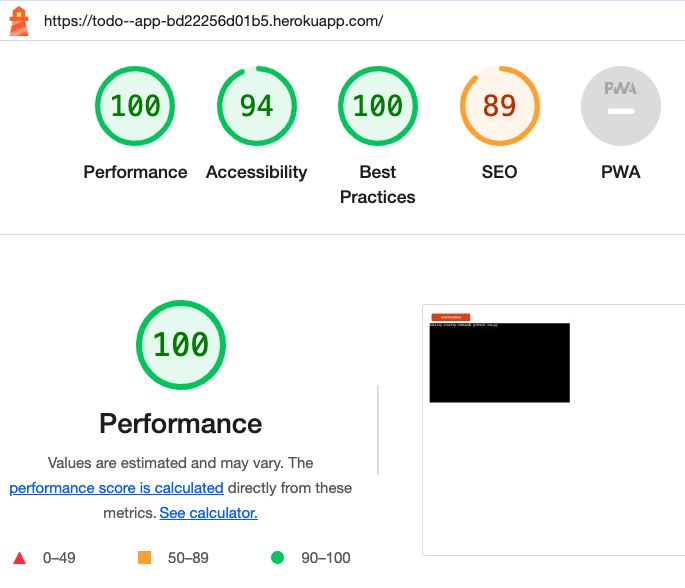 https://todo--app-bd22256d01b5.herokuapp.com/
100 94 100 89 PWA
Performance Accessibility Best Practices SEO PWA
100
Performance
Values are estimated and may vary. The
performance score is calculated directly from these
metrics. See calculator.
0–49 50–89 90–100